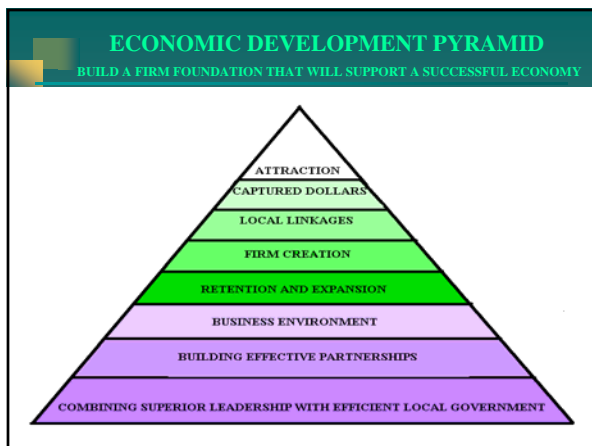 ECONOMIC DEVELOPMENT PYRAMID
BUILD A FIRM FOUNDATION THAT WILL SUPPORT A SUCCESSFUL ECONOMY
ATTRACTION
CAPTURED DOLLARS
LOCAL LINKAGES
FIRM CREATION
RETENTION AND EXPANSION
BUSINESS ENVIRONMENT
BUILDING EFFECTIVE PARTNERSHIPS
COMBINING SUPERIOR LEADERSHIP WITH EFFICIENT LOCAL GOVERNMENT